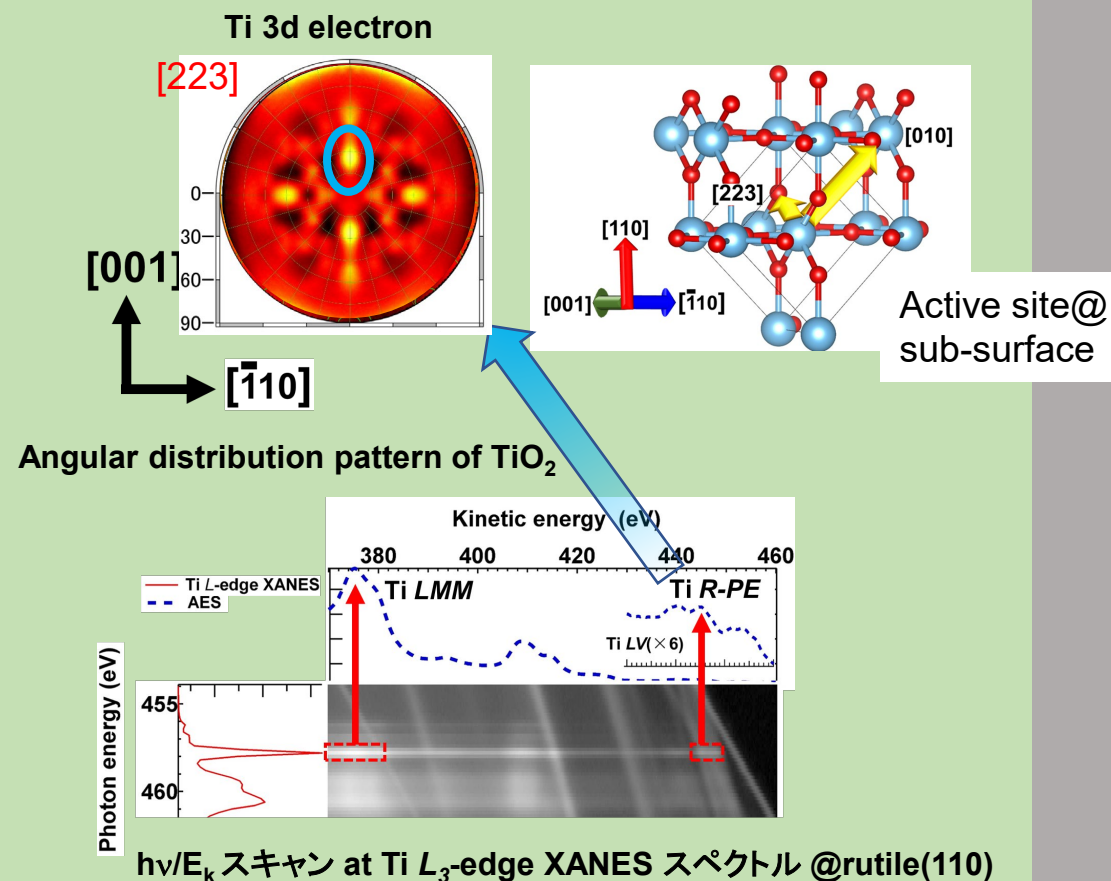 Ti 3d electron
[223]
0
30
60
90
[001]
[1̄10]
[010]
[223]
[110]
[001]
[1̄10]
Active site@
sub-surface
Angular distribution pattern of TiO₂
Kinetic energy (eV)
380 400 420 440 460
Ti L-edge XANES
AES
Ti LMM
Ti R-PE
Ti LV(×6)
Photon energy (eV)
455
460
hν/Eₖ スキャン at Ti L₃-edge XANES スペクトル @rutile(110)